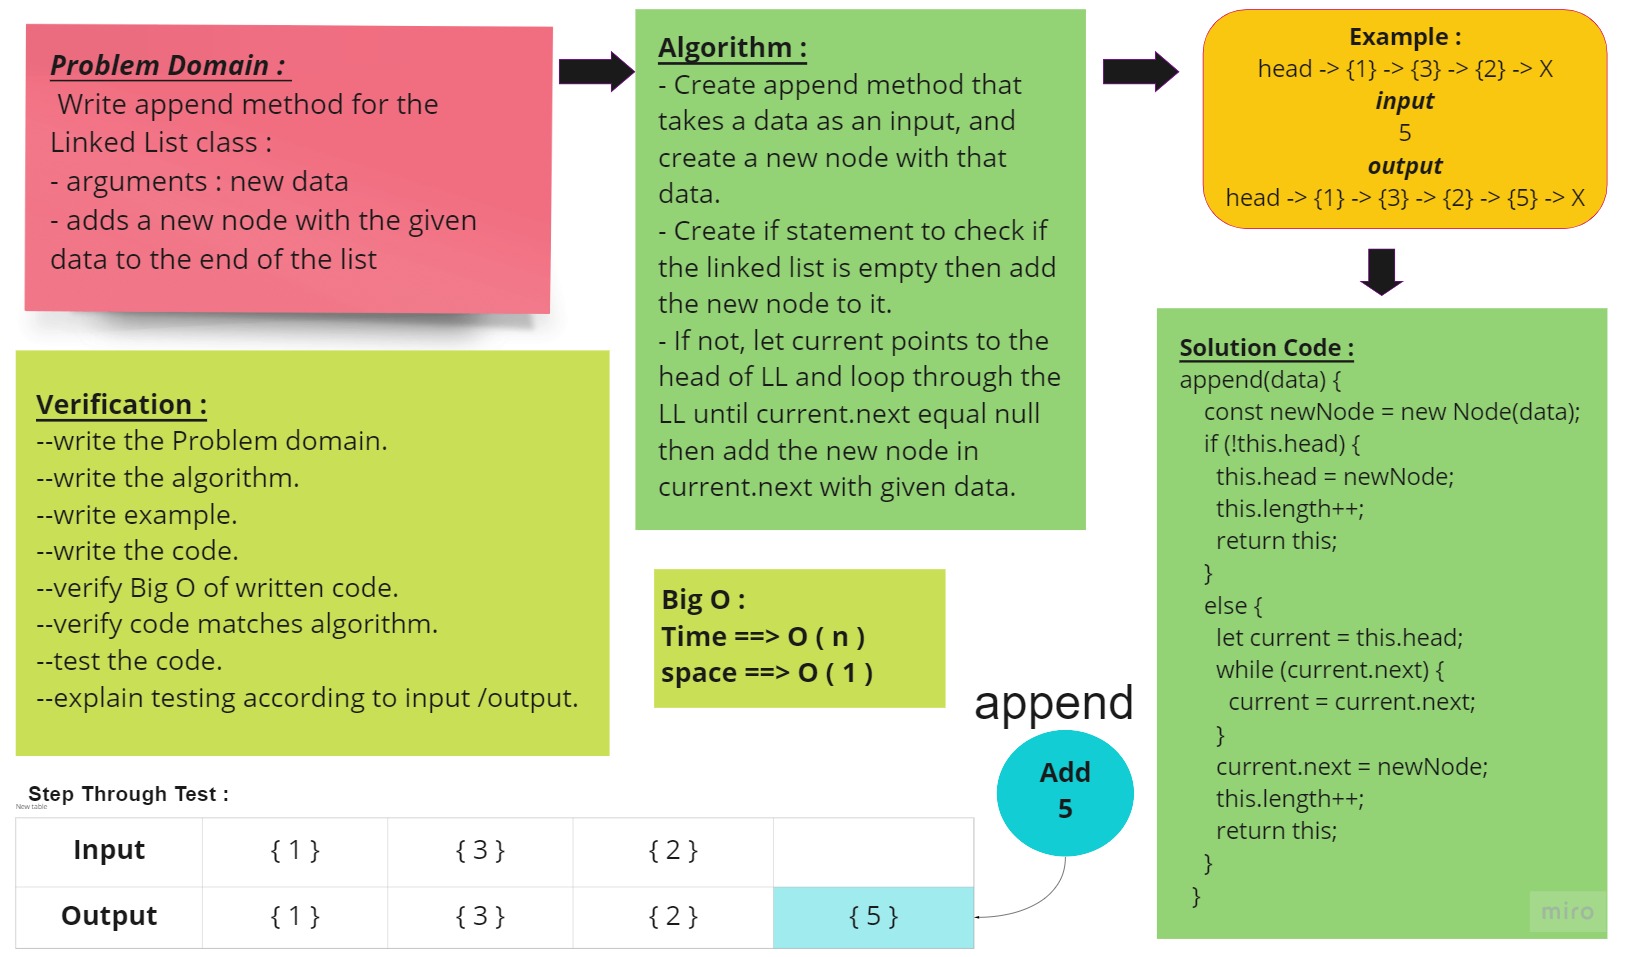 Problem Domain :
Write append method for the
Linked List class :
- arguments : new data
- adds a new node with the given
data to the end of the list
Algorithm :
- Create append method that
takes a data as an input, and
create a new node with that
data.
- Create if statement to check if
the linked list is empty then add
the new node to it.
- If not, let current points to the
head of LL and loop through the
LL until current.next equal null
then add the new node in
current.next with given data.
Example :
head -> {1} -> {3} -> {2} -> X
input
5
output
head -> {1} -> {3} -> {2} -> {5} -> X
Verification :
--write the Problem domain.
--write the algorithm.
--write example.
--write the code.
--verify Big O of written code.
--verify code matches algorithm.
--test the code.
--explain testing according to input /output.
Big O :
Time ==> O ( n )
space ==> O ( 1 )
Solution Code :
append(data) {
const newNode = new Node(data);
if (!this.head) {
this.head = newNode;
this.length++;
return this;
}
else {
let current = this.head;
while (current.next) {
current = current.next;
}
current.next = newNode;
this.length++;
return this;
}
}
miro
append
Add
5
Step Through Test :
New table
Input { 1 } { 3 } { 2 }
Output { 1 } { 3 } { 2 } { 5 }